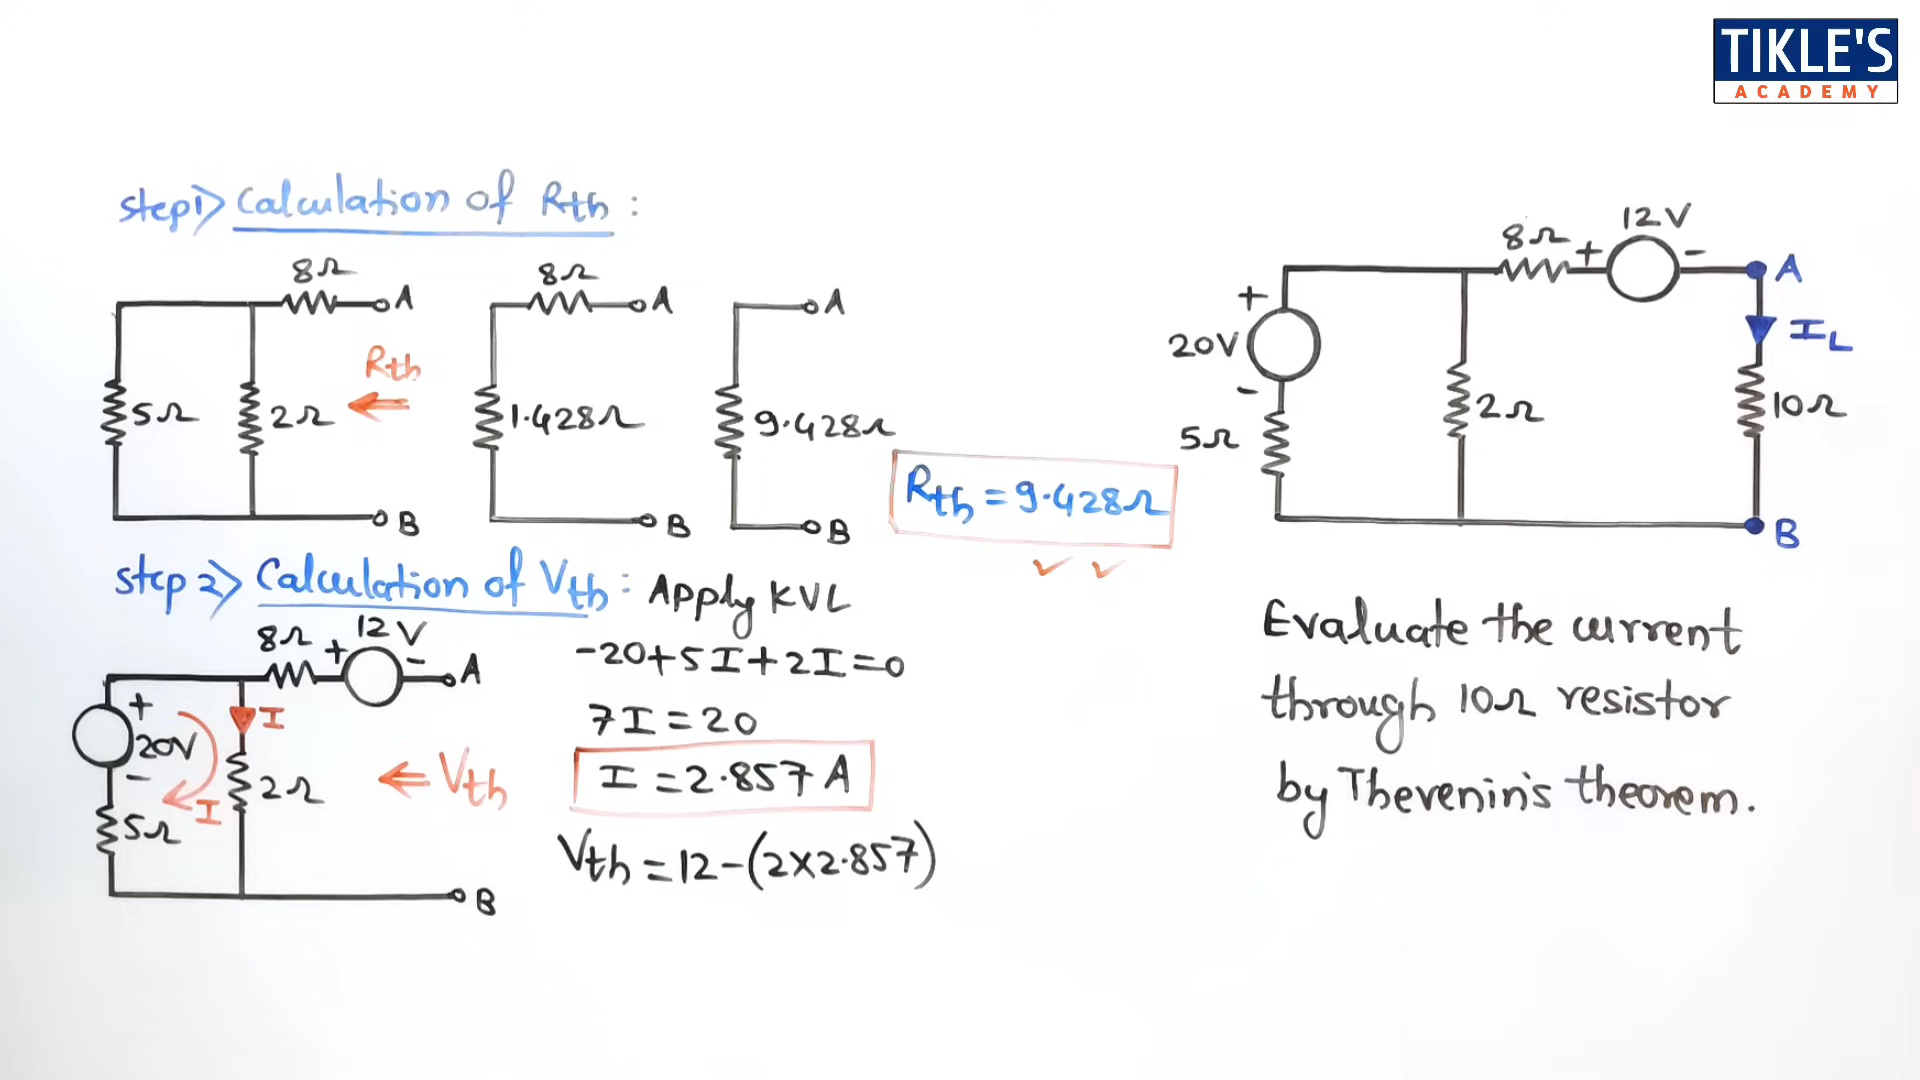 TIKLE'S
ACADEMY
step1> Calculation of Rth :
8Ω
A
5Ω
2Ω
Rth
B
8Ω
A
1.428Ω
B
A
9.428Ω
B
Rth = 9.428Ω
step 2> Calculation of Vth : Apply KVL
8Ω
+
12 V
-
A
+
20V
-
5Ω
I
I
2Ω
Vth
B
-20+5I+2I=0
7I = 20
I = 2.857 A
Vth = 12-(2×2.857)
8Ω
+
12V
-
A
+
20V
-
5Ω
2Ω
IL
10Ω
B
Evaluate the current
through 10Ω resistor
by Thevenin's theorem.